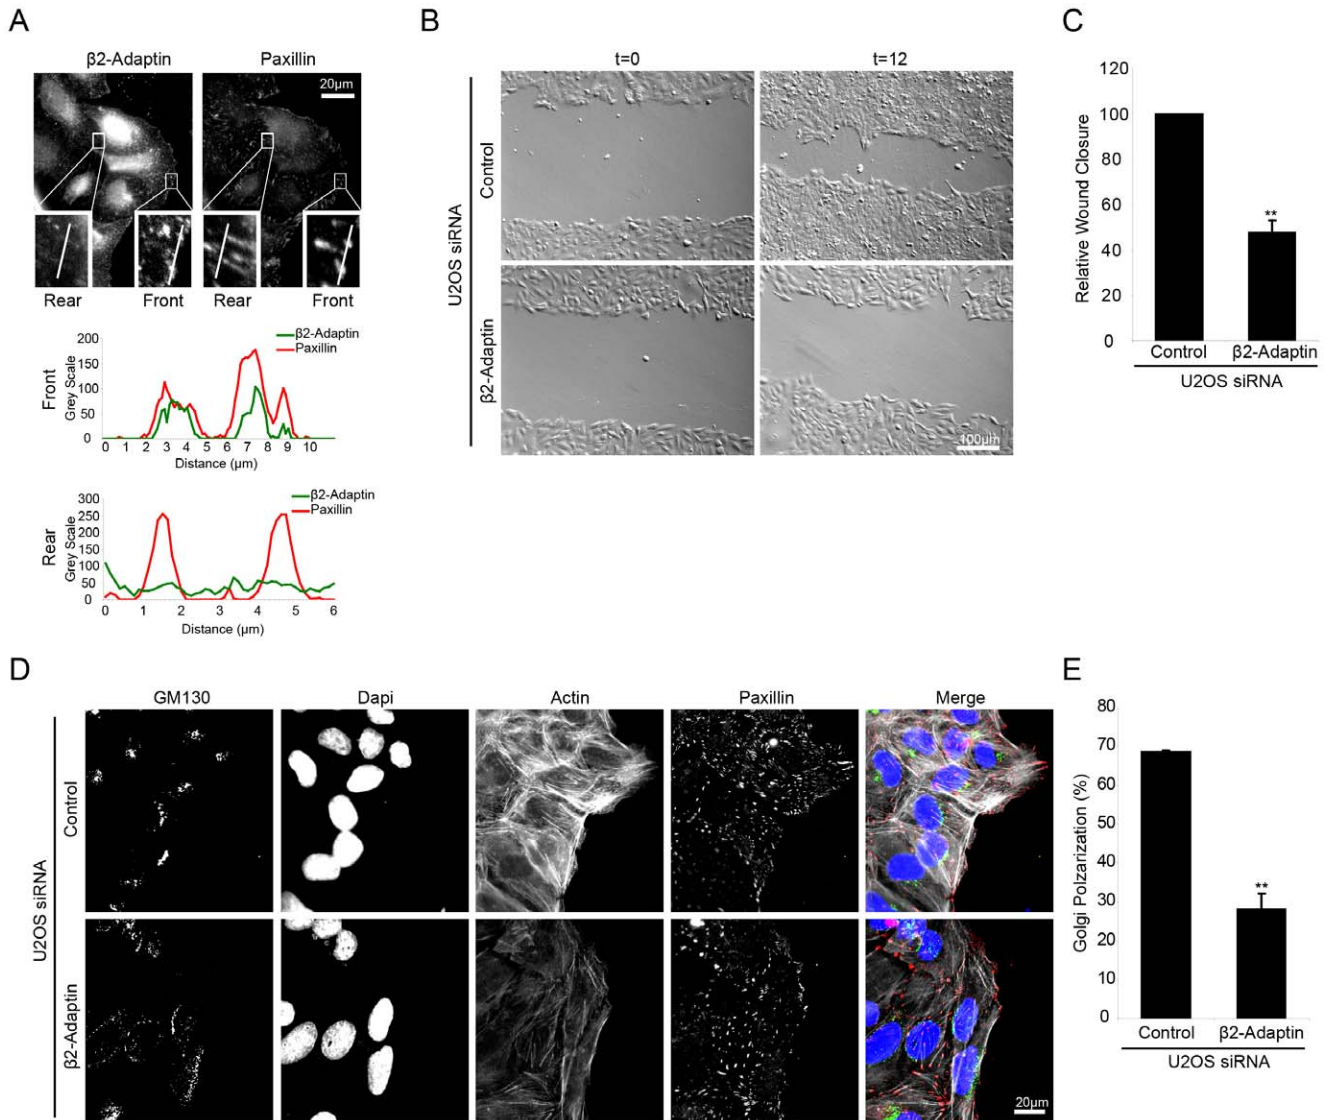 A
β2-Adaptin
Paxillin
20µm
Rear
Front
Rear
Front
Front
Grey Scale
200
150
100
50
0
β2-Adaptin
Paxillin
0 1 2 3 4 5 6 7 8 9 10
Distance (µm)
Rear
Grey Scale
300
250
200
150
100
50
0
β2-Adaptin
Paxillin
0 1 2 3 4 5 6
Distance (µm)
B
t=0
t=12
U2OS siRNA
Control
β2-Adaptin
100µm
C
Relative Wound Closure
120
100
80
60
40
20
0
**
Control
β2-Adaptin
U2OS siRNA
D
GM130
Dapi
Actin
Paxillin
Merge
U2OS siRNA
Control
β2-Adaptin
20µm
E
Golgi Polzarization (%)
80
70
60
50
40
30
20
10
0
**
Control
β2-Adaptin
U2OS siRNA